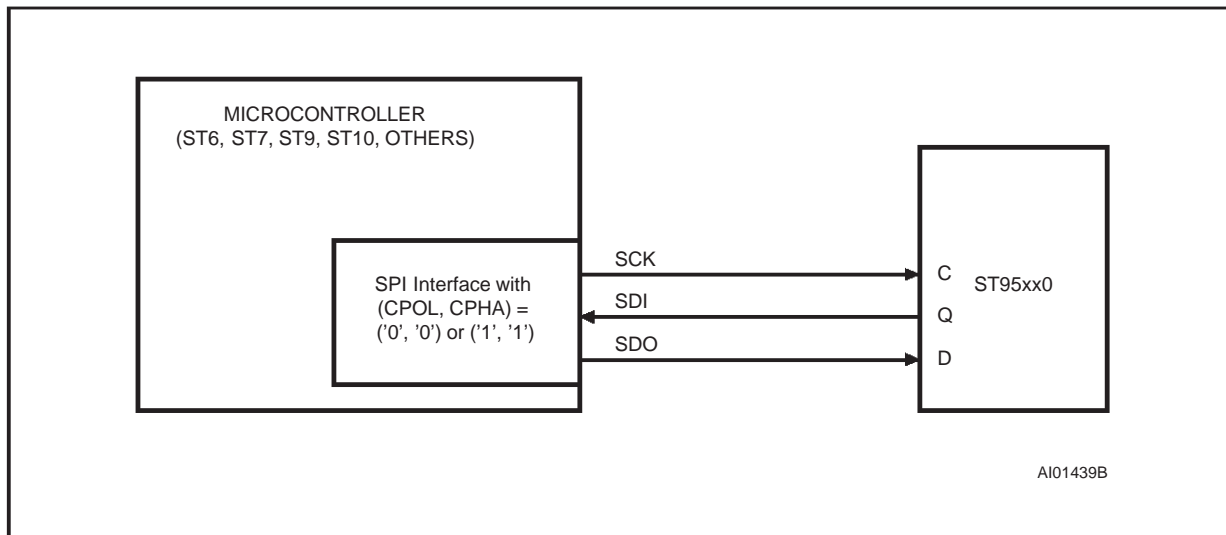 MICROCONTROLLER
(ST6, ST7, ST9, ST10, OTHERS)
SPI Interface with
(CPOL, CPHA) =
('0', '0') or ('1', '1')
SCK
SDI
SDO
C
Q
D
ST95xx0
AI01439B